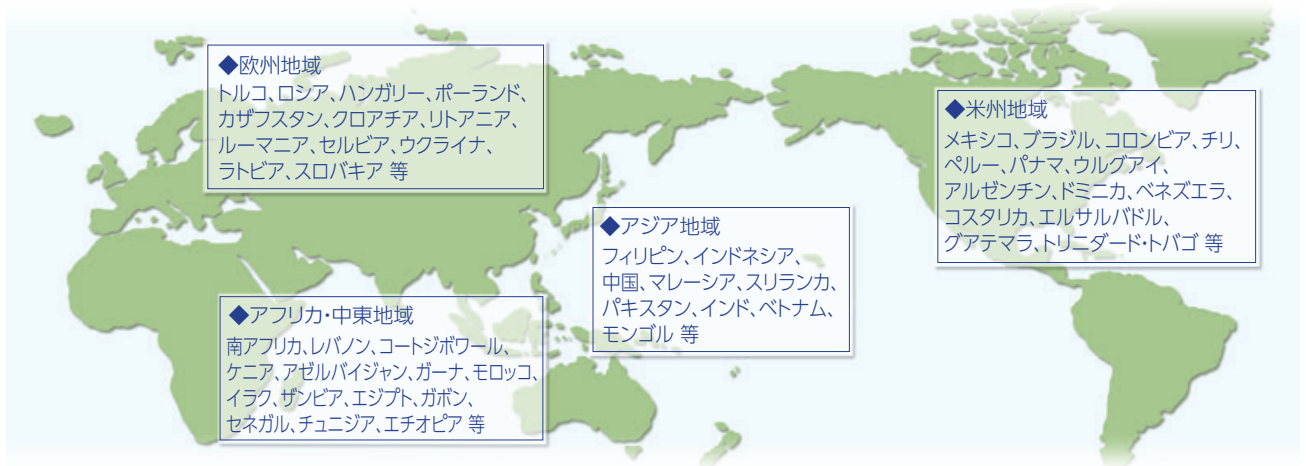 ◆欧州地域
トルコ、ロシア、ハンガリー、ポーランド、
カザフスタン、クロアチア、リトアニア、
ルーマニア、セルビア、ウクライナ、
ラトビア、スロバキア 等
◆米州地域
メキシコ、ブラジル、コロンビア、チリ、
ペルー、パナマ、ウルグアイ、
アルゼンチン、ドミニカ、ベネズエラ、
コスタリカ、エルサルバドル、
グアテマラ、トリニダード・トバゴ 等
◆アジア地域
フィリピン、インドネシア、
中国、マレーシア、スリランカ、
パキスタン、インド、ベトナム、
モンゴル 等
◆アフリカ・中東地域
南アフリカ、レバノン、コートジボワール、
ケニア、アゼルバイジャン、ガーナ、モロッコ、
イラク、ザンビア、エジプト、ガボン、
セネガル、チュニジア、エチオピア 等